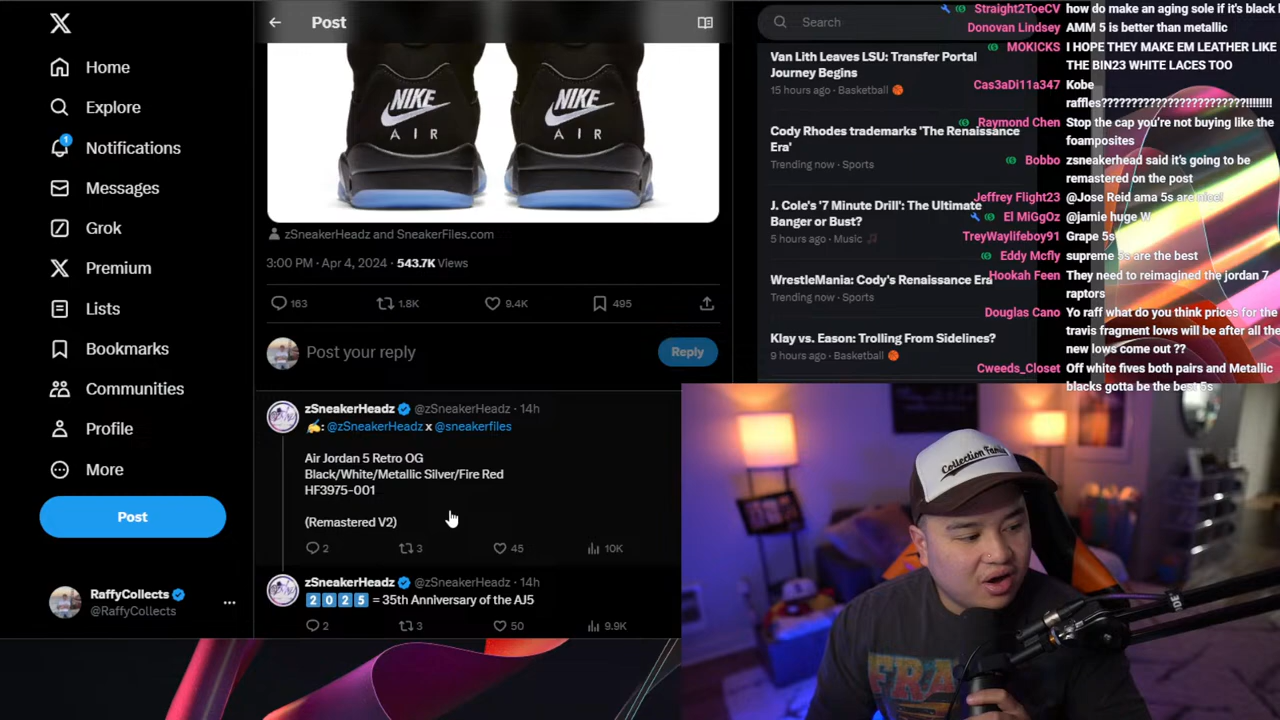 Post
Search
Home
Explore
1
Notifications
Messages
Grok
Premium
Lists
Bookmarks
Communities
Profile
More
Post
RaffyCollects
@RaffyCollects
NIKE
AIR
NIKE
AIR
zSneakerHeadz and SneakerFiles.com
3:00 PM · Apr 4, 2024 · 543.7K Views
163 1.8K 9.4K 495
Post your reply
Reply
zSneakerHeadz @zSneakerHeadz · 14h
✍️: @zSneakerHeadz x @sneakerfiles
Air Jordan 5 Retro OG
Black/White/Metallic Silver/Fire Red
HF3975-001
(Remastered V2)
2 3 45 10K
zSneakerHeadz @zSneakerHeadz · 14h
2025 = 35th Anniversary of the AJ5
2 3 50 9.9K
Van Lith Leaves LSU: Transfer Portal
Journey Begins
15 hours ago · Basketball
Cody Rhodes trademarks 'The Renaissance
Era'
Trending now · Sports
J. Cole's '7 Minute Drill': The Ultimate
Banger or Bust?
5 hours ago · Music
WrestleMania: Cody's Renaissance Era
Trending now · Sports
Klay vs. Eason: Trolling From Sidelines?
9 hours ago · Basketball
Straight2ToeCV how do make an aging sole if it's black
Donovan Lindsey AMM 5 is better than metallic
MOKICKS I HOPE THEY MAKE EM LEATHER LIKE
THE BIN23 WHITE LACES TOO
Cas3aDi11a347 Kobe
raffles???????????????????????!!!!!!!!
Raymond Chen Stop the cap you're not buying like the
foamposites
Bobbo zsneakerhead said it's going to be
remastered on the post
Jeffrey Flight23 @Jose Reid ama 5s are nice!
El MiGgOz @jamie huge W
TreyWaylifeboy91 Grape 5s
Eddy Mcfly supreme 5s are the best
Hookah Feen They need to reimagined the jordan 7
raptors
Douglas Cano Yo raff what do you think prices for the
travis fragment lows will be after all the
new lows come out ??
Cweeds_Closet Off white fives both pairs and Metallic
blacks gotta be the best 5s
Collection Family